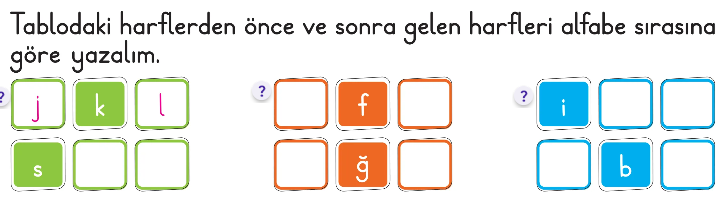 Tablodaki harflerden önce ve sonra gelen harfleri alfabe sırasına
göre yazalım.
? j k l ? f ? i
s ğ b